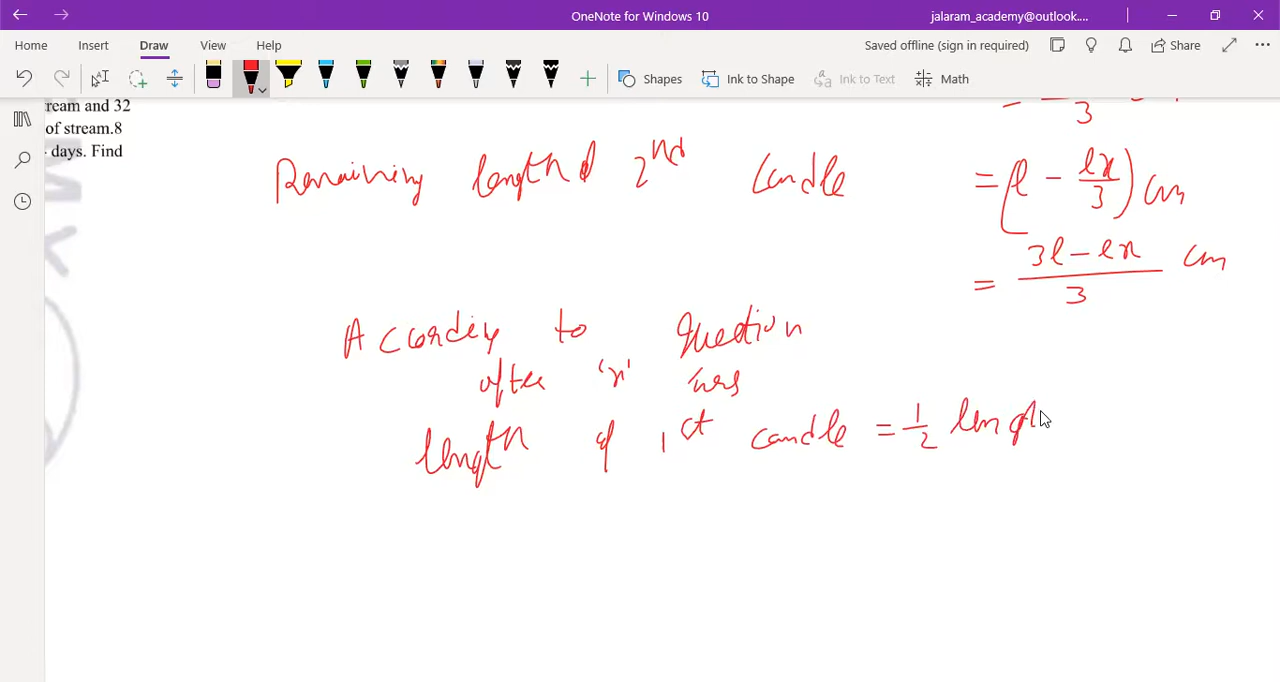 OneNote for Windows 10
jalaram_academy@outlook....
Home Insert Draw View Help
Saved offline (sign in required)
Share
Shapes
Ink to Shape
Ink to Text
Math
ream and 32
of stream.8
days. Find
3
Remaining length of 2nd candle = (l - lx/3) cm
= 3l - lx / 3 cm
According to question
after 'x' hrs
length of 1st candle = 1/2 lengt